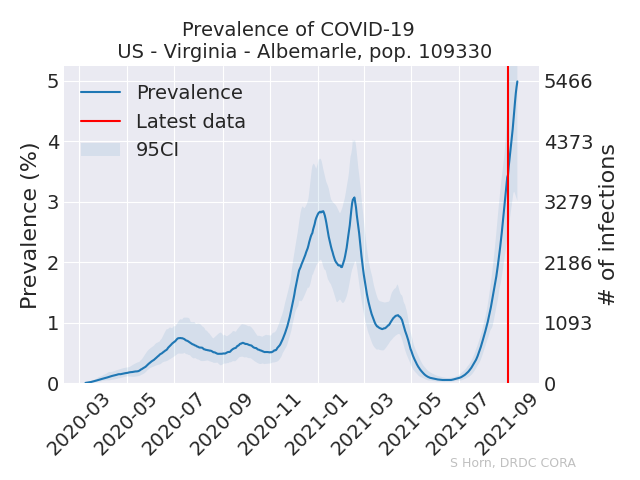 Prevalence of COVID-19
US - Virginia - Albemarle, pop. 109330
Prevalence
Latest data
95CI
Prevalence (%)
5
4
3
2
1
0
5466
4373
3279
2186
1093
0
# of infections
2020-03
2020-05
2020-07
2020-09
2020-11
2021-01
2021-03
2021-05
2021-07
2021-09
S Horn, DRDC CORA